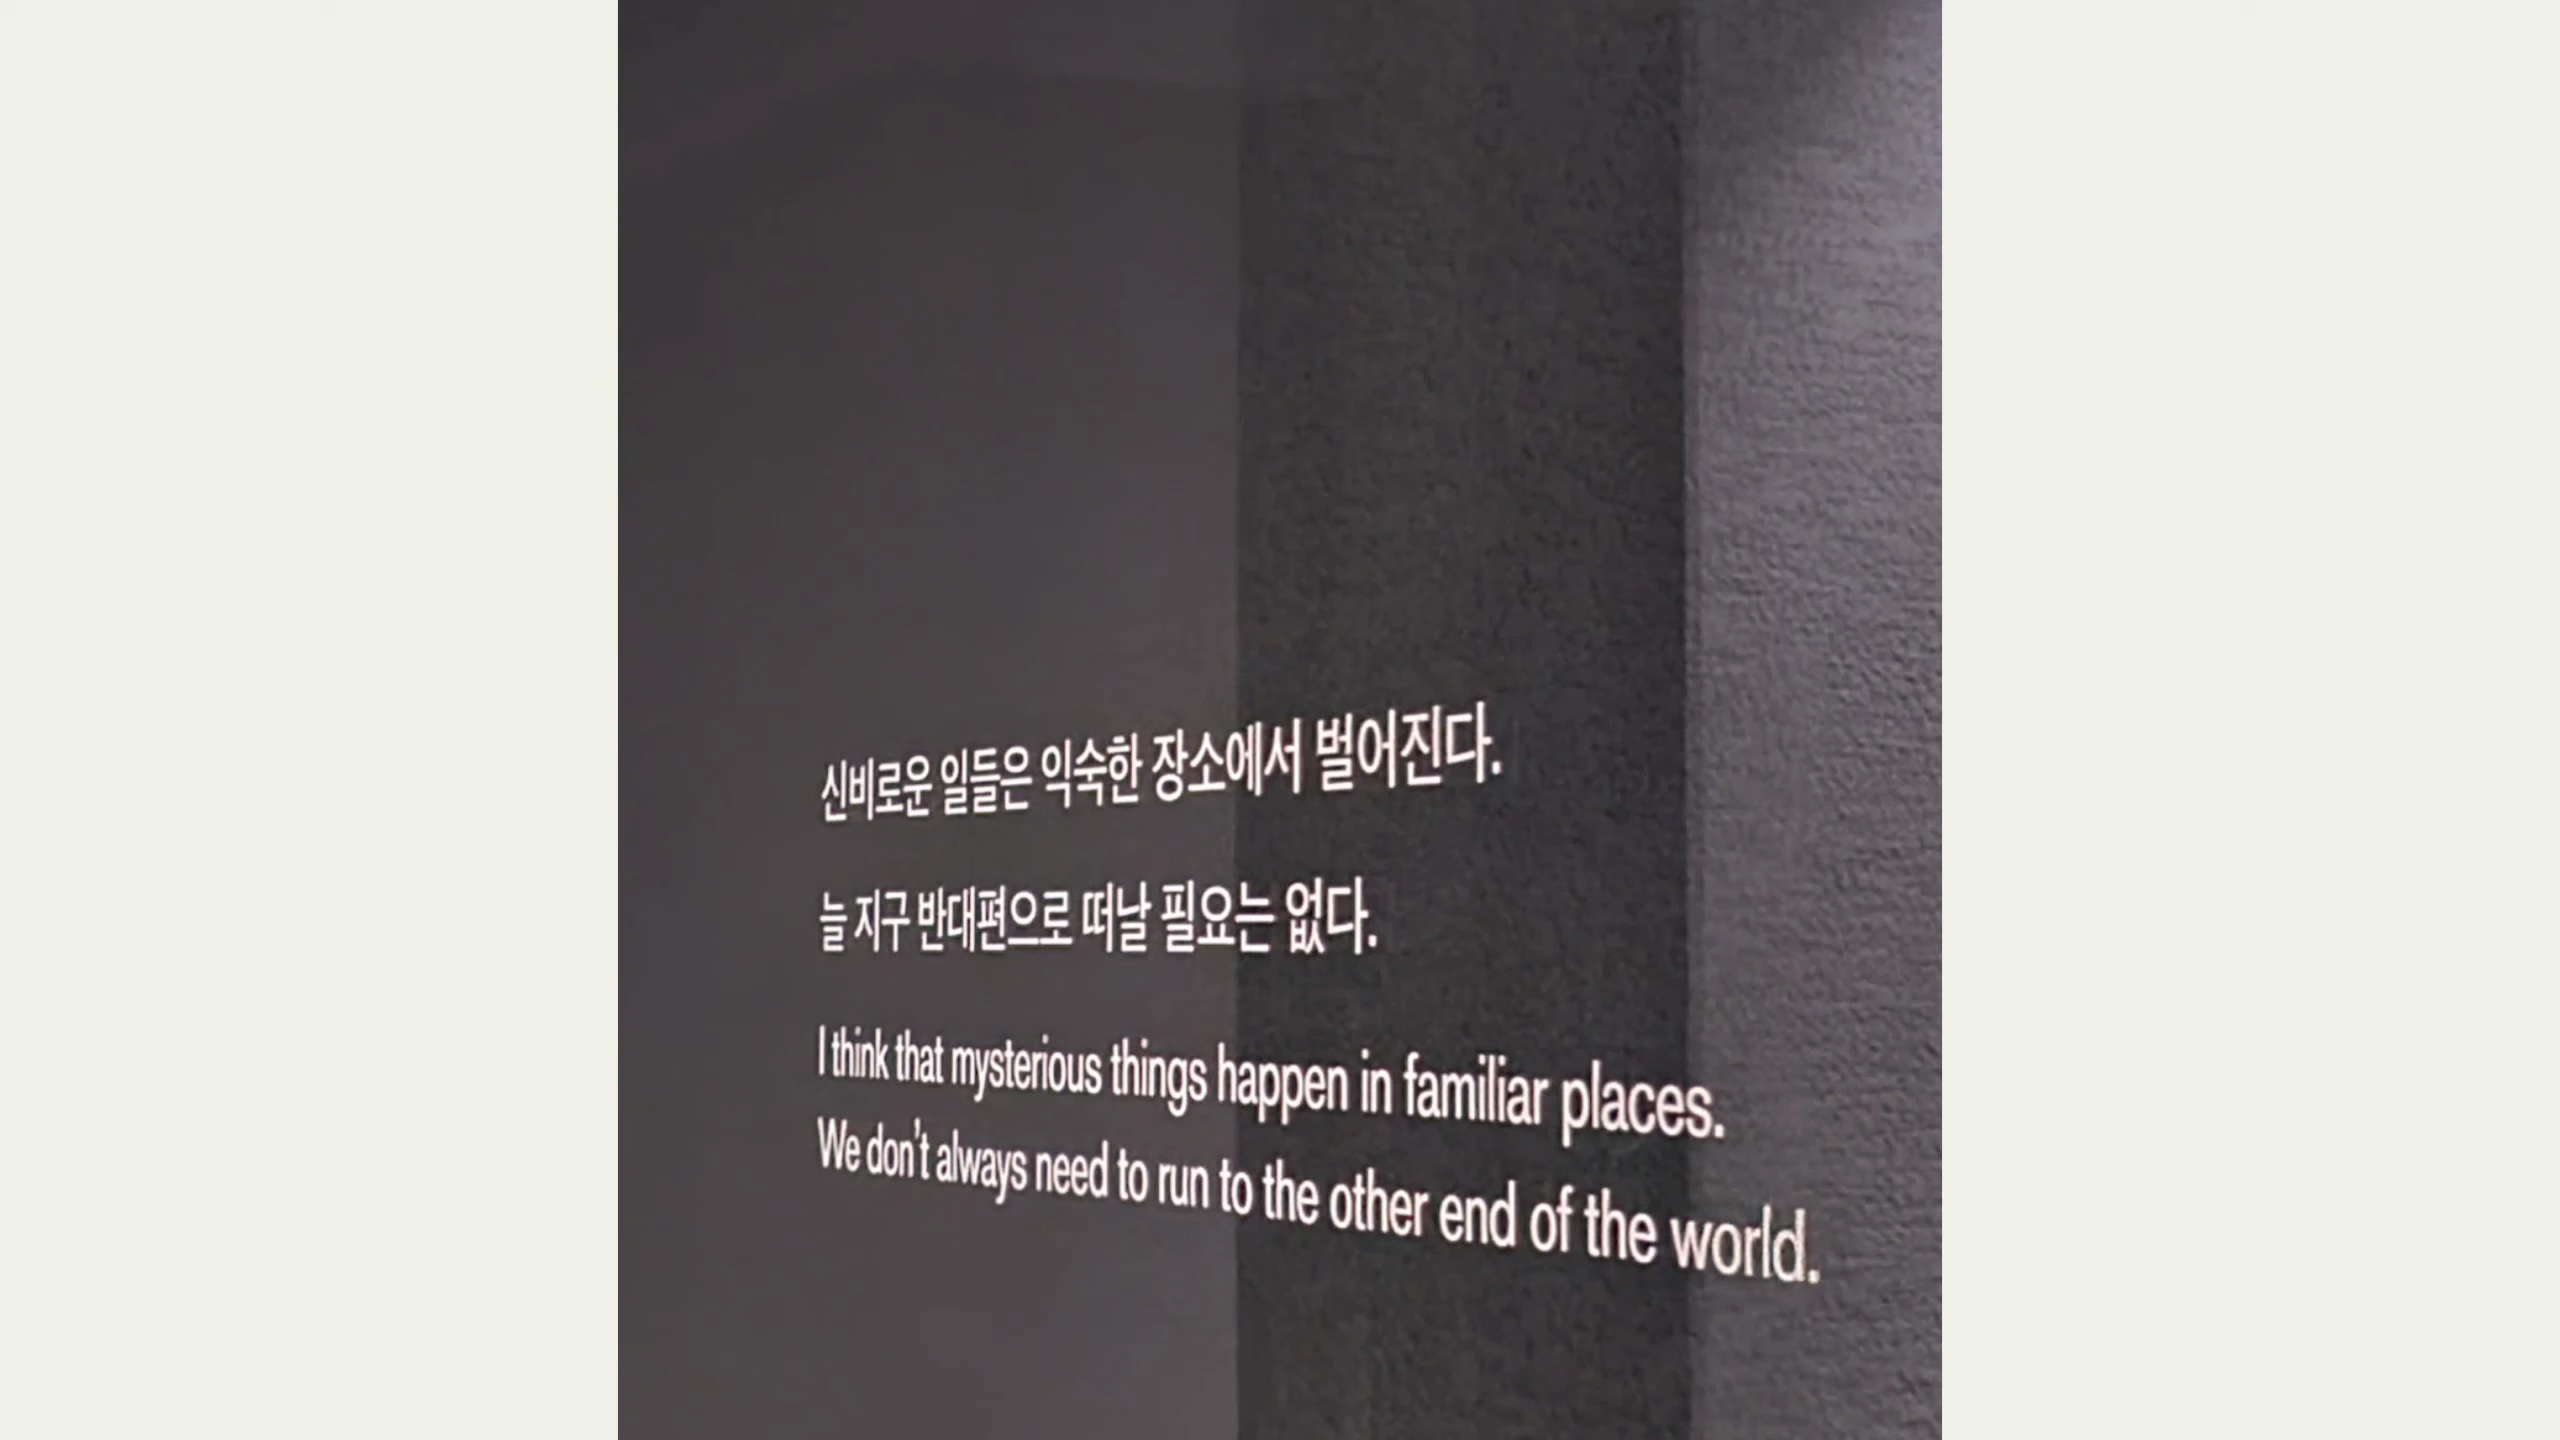 신비로운 일들은 익숙한 장소에서 벌어진다.
늘 지구 반대편으로 떠날 필요는 없다.
I think that mysterious things happen in familiar places.
We don't always need to run to the other end of the world.